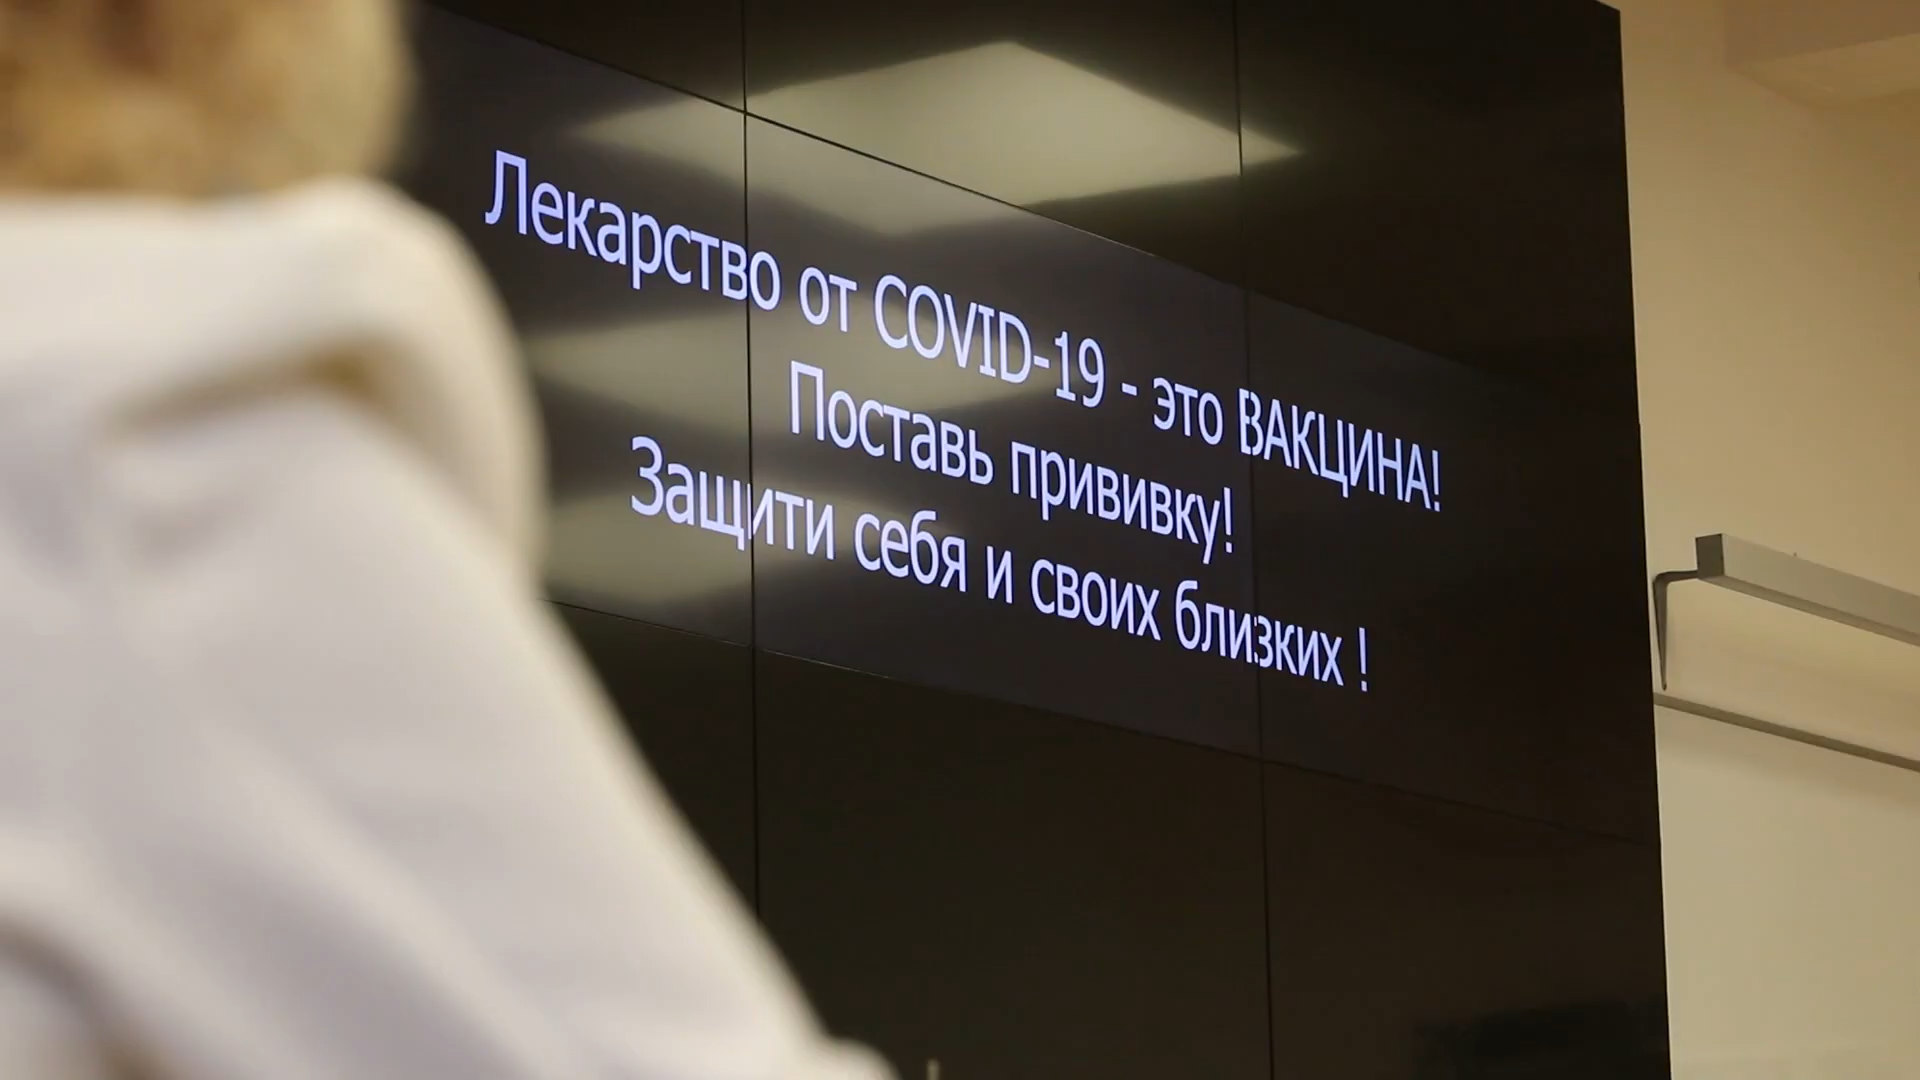 Лекарство от COVID-19 - это ВАКЦИНА!
Поставь прививку!
Защити себя и своих близких !